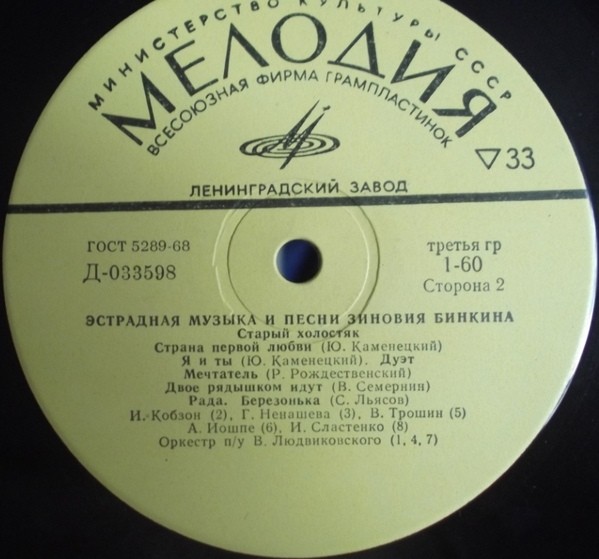 МИНИСТЕРСТВО КУЛЬТУРЫ СССР
МЕЛОДИЯ
ВСЕСОЮЗНАЯ ФИРМА ГРАМПЛАСТИНОК
▽33
ЛЕНИНГРАДСКИЙ ЗАВОД
ГОСТ 5289-68
третья гр
Д-033598
1-60
Сторона 2
ЭСТРАДНАЯ МУЗЫКА И ПЕСНИ ЗИНОВИЯ БИНКИНА
Старый холостяк
Страна первой любви (Ю. Каменецкий)
Я и ты (Ю. Каменецкий). Дуэт
Мечтатель (Р. Рождественский)
Двое рядышком идут (В. Семернин)
Рада. Березонька (С. Льясов)
И. Кобзон (2), Г. Ненашева (3), В. Трошин (5)
А. Иошпе (6), И. Сластенко (8)
Оркестр п/у В. Людвиковского (1, 4, 7)